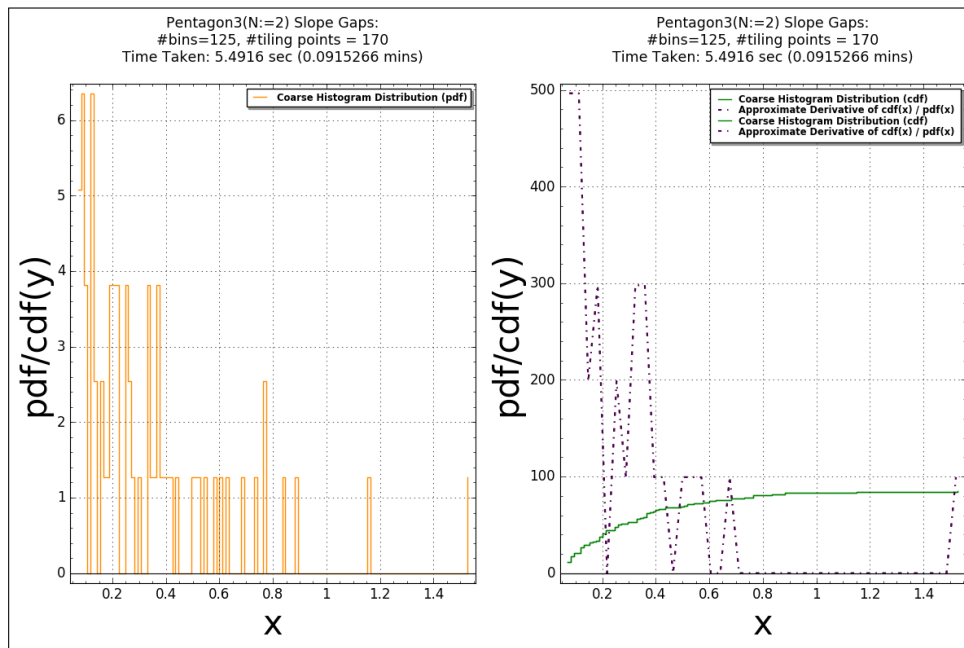 Pentagon3(N:=2) Slope Gaps:
#bins=125, #tiling points = 170
Time Taken: 5.4916 sec (0.0915266 mins)
Coarse Histogram Distribution (pdf)
pdf/cdf(y)
6
5
4
3
2
1
0
0.2
0.4
0.6
0.8
1
1.2
1.4
x
Pentagon3(N:=2) Slope Gaps:
#bins=125, #tiling points = 170
Time Taken: 5.4916 sec (0.0915266 mins)
Coarse Histogram Distribution (cdf)
Approximate Derivative of cdf(x) / pdf(x)
Coarse Histogram Distribution (cdf)
Approximate Derivative of cdf(x) / pdf(x)
pdf/cdf(y)
500
400
300
200
100
0
0.2
0.4
0.6
0.8
1
1.2
1.4
x